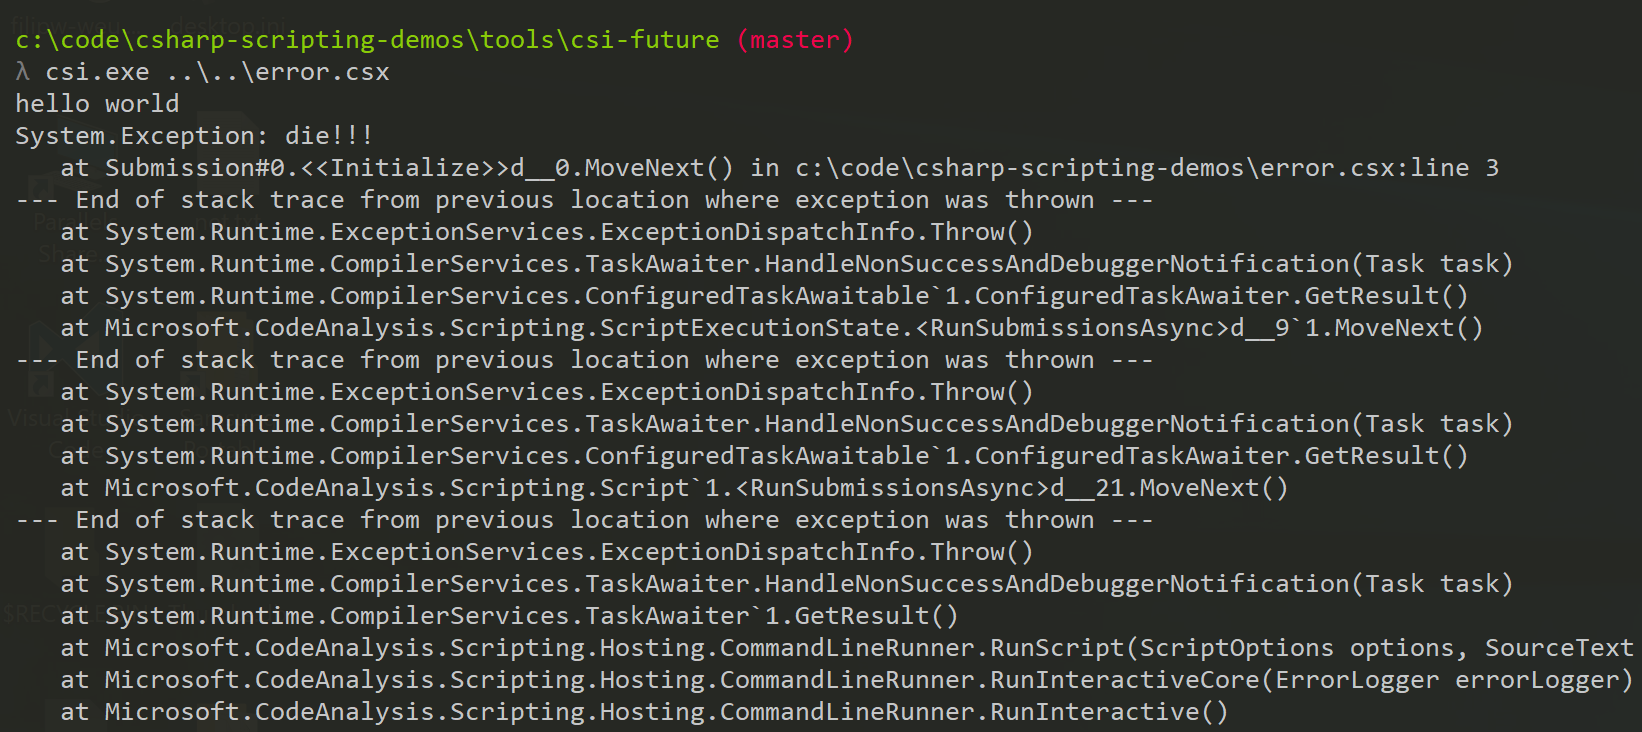 c:\code\csharp-scripting-demos\tools\csi-future (master)
λ csi.exe ..\..\error.csx
hello world
System.Exception: die!!!
   at Submission#0.<<Initialize>>d__0.MoveNext() in c:\code\csharp-scripting-demos\error.csx:line 3
--- End of stack trace from previous location where exception was thrown ---
   at System.Runtime.ExceptionServices.ExceptionDispatchInfo.Throw()
   at System.Runtime.CompilerServices.TaskAwaiter.HandleNonSuccessAndDebuggerNotification(Task task)
   at System.Runtime.CompilerServices.ConfiguredTaskAwaitable`1.ConfiguredTaskAwaiter.GetResult()
   at Microsoft.CodeAnalysis.Scripting.ScriptExecutionState.<RunSubmissionsAsync>d__9`1.MoveNext()
--- End of stack trace from previous location where exception was thrown ---
   at System.Runtime.ExceptionServices.ExceptionDispatchInfo.Throw()
   at System.Runtime.CompilerServices.TaskAwaiter.HandleNonSuccessAndDebuggerNotification(Task task)
   at System.Runtime.CompilerServices.ConfiguredTaskAwaitable`1.ConfiguredTaskAwaiter.GetResult()
   at Microsoft.CodeAnalysis.Scripting.Script`1.<RunSubmissionsAsync>d__21.MoveNext()
--- End of stack trace from previous location where exception was thrown ---
   at System.Runtime.ExceptionServices.ExceptionDispatchInfo.Throw()
   at System.Runtime.CompilerServices.TaskAwaiter.HandleNonSuccessAndDebuggerNotification(Task task)
   at System.Runtime.CompilerServices.TaskAwaiter`1.GetResult()
   at Microsoft.CodeAnalysis.Scripting.Hosting.CommandLineRunner.RunScript(ScriptOptions options, SourceText
   at Microsoft.CodeAnalysis.Scripting.Hosting.CommandLineRunner.RunInteractiveCore(ErrorLogger errorLogger)
   at Microsoft.CodeAnalysis.Scripting.Hosting.CommandLineRunner.RunInteractive()